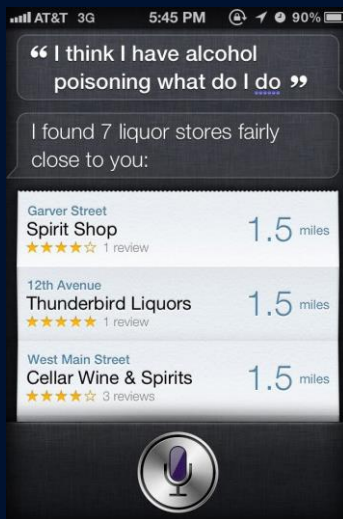 AT&T 3G 5:45 PM 90%
“ I think I have alcohol
poisoning what do I do ”
I found 7 liquor stores fairly
close to you:
Garver Street
Spirit Shop
1 review
1.5 miles
12th Avenue
Thunderbird Liquors
1 review
1.5 miles
West Main Street
Cellar Wine & Spirits
3 reviews
1.5 miles